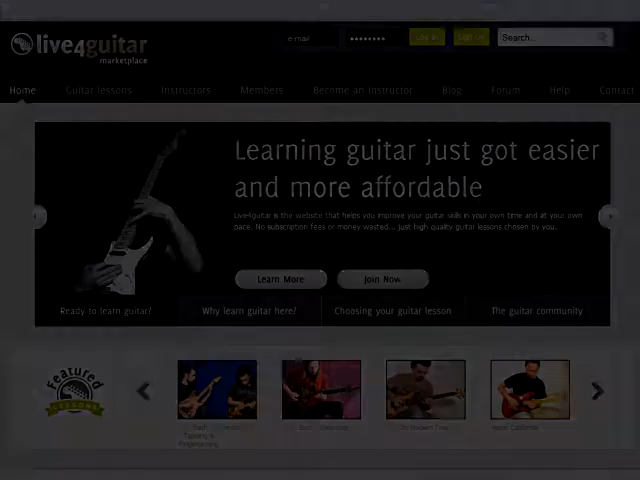 live4guitar
marketplace
e-mail
••••••••
Log in
Sign Up
Search...
Home
Guitar lessons
Instructors
Members
Become an Instructor
Blog
Forum
Help
Contact
Learning guitar just got easier
and more affordable
Live4guitar is the website that helps you improve your guitar skills in your own time and at your own
pace. No subscription fees or money wasted... just high quality guitar lessons chosen by you.
Learn More
Join Now
Ready to learn guitar?
Why learn guitar here?
Choosing your guitar lesson
The guitar community
Featured
LESSONS